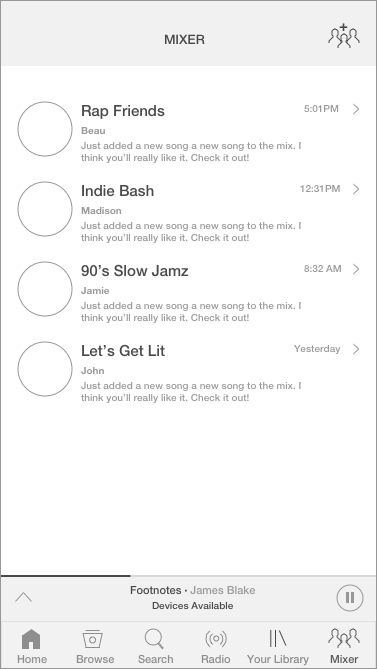 MIXER
Rap Friends 5:01PM
Beau
Just added a new song a new song to the mix. I
think you'll really like it. Check it out!
Indie Bash 12:31PM
Madison
Just added a new song a new song to the mix. I
think you'll really like it. Check it out!
90's Slow Jamz 8:32 AM
Jamie
Just added a new song a new song to the mix. I
think you'll really like it. Check it out!
Let's Get Lit Yesterday
John
Just added a new song a new song to the mix. I
think you'll really like it. Check it out!
Footnotes · James Blake
Devices Available
Home Browse Search Radio Your Library Mixer